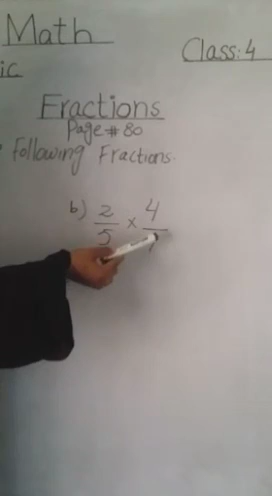 Math
Class: 4
ic
Fractions
Page # 80
Following Fractions.
b) 2/5 × 4/